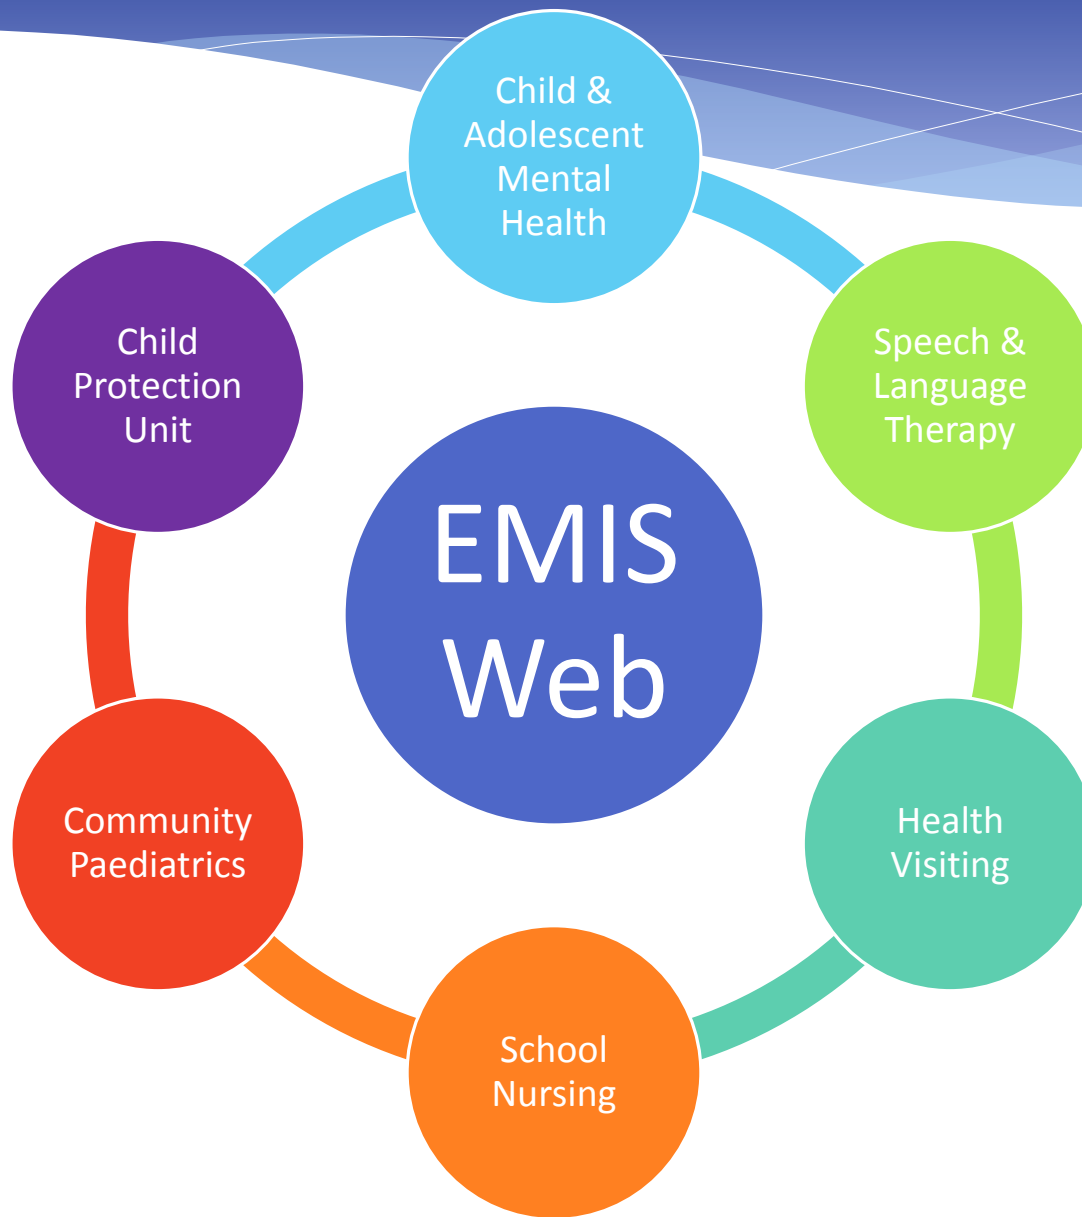 Child &
Adolescent
Mental
Health
Speech &
Language
Therapy
Health
Visiting
School
Nursing
Community
Paediatrics
Child
Protection
Unit
EMIS
Web